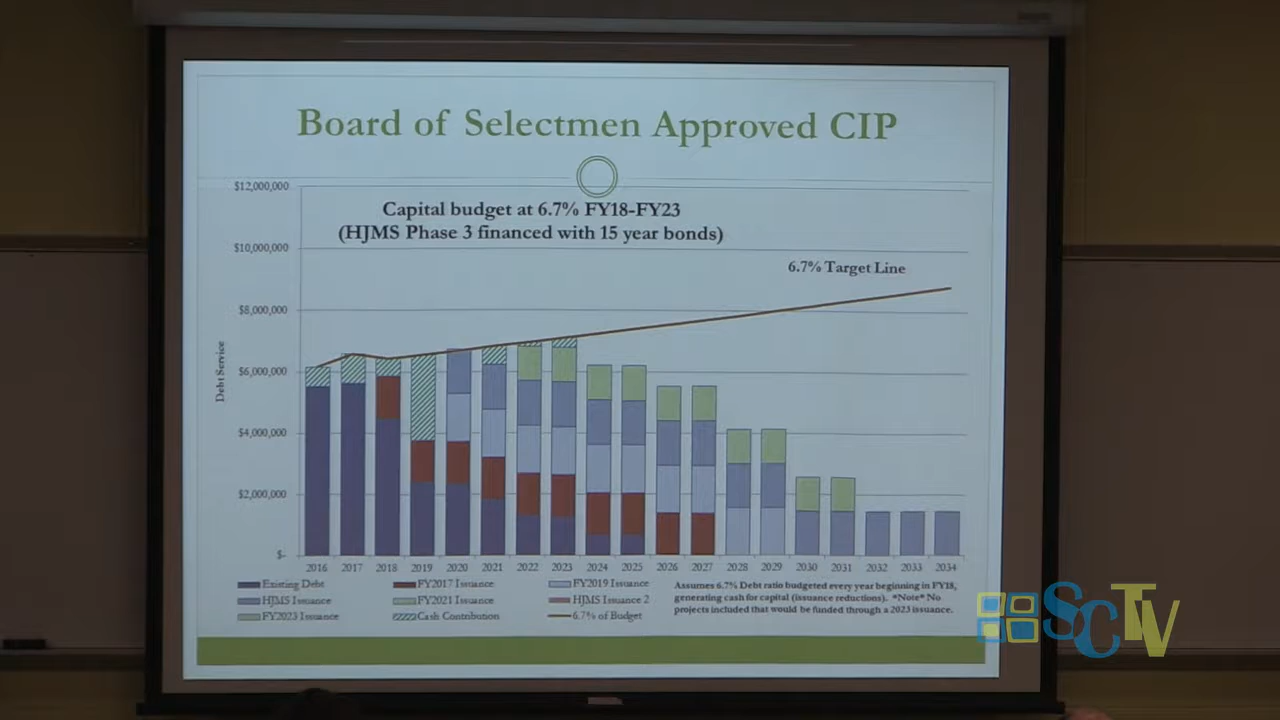 Board of Selectmen Approved CIP
Capital budget at 6.7% FY18-FY23
(HJMS Phase 3 financed with 15 year bonds)
6.7% Target Line
$12,000,000
$10,000,000
$8,000,000
$6,000,000
$4,000,000
$2,000,000
$-
Debt Service
2016 2017 2018 2019 2020 2021 2022 2023 2024 2025 2026 2027 2028 2029 2030 2031 2032 2033 2034
Existing Debt FY2017 Issuance FY2019 Issuance
HJMS Issuance FY2021 Issuance HJMS Issuance 2
FY2023 Issuance Cash Contribution 6.7% of Budget
Assumes 6.7% Debt ratio budgeted every year beginning in FY18,
generating cash for capital (issuance reductions). *Note* No
projects included that would be funded through a 2023 issuance.
SCTV